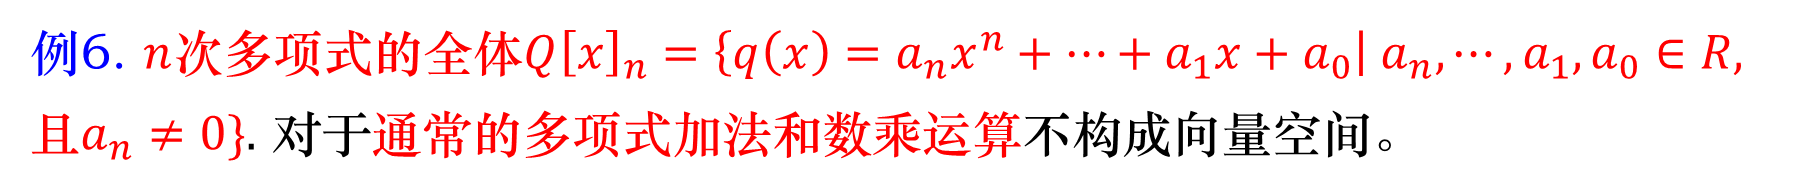 例6. n次多项式的全体Q[x]ₙ = {q(x) = aₙxⁿ + ⋯ + a₁x + a₀| aₙ,⋯, a₁, a₀ ∈ R,
且aₙ ≠ 0}. 对于通常的多项式加法和数乘运算不构成向量空间。